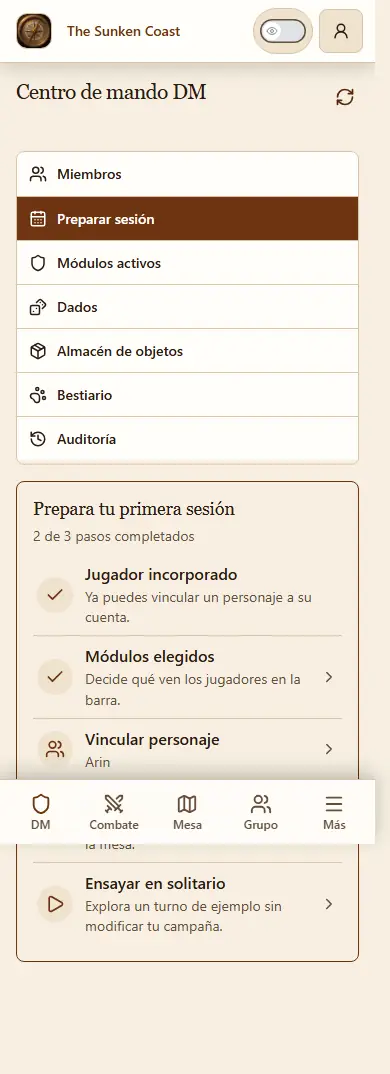 The Sunken Coast
Centro de mando DM
Miembros
Preparar sesión
Módulos activos
Dados
Almacén de objetos
Bestiario
Auditoría
Prepara tu primera sesión
2 de 3 pasos completados
Jugador incorporado
Ya puedes vincular un personaje a su
cuenta.
Módulos elegidos
Decide qué ven los jugadores en la
barra.
Vincular personaje
Arin
DM
Combate
Mesa
Grupo
Más
la mesa.
Ensayar en solitario
Explora un turno de ejemplo sin
modificar tu campaña.